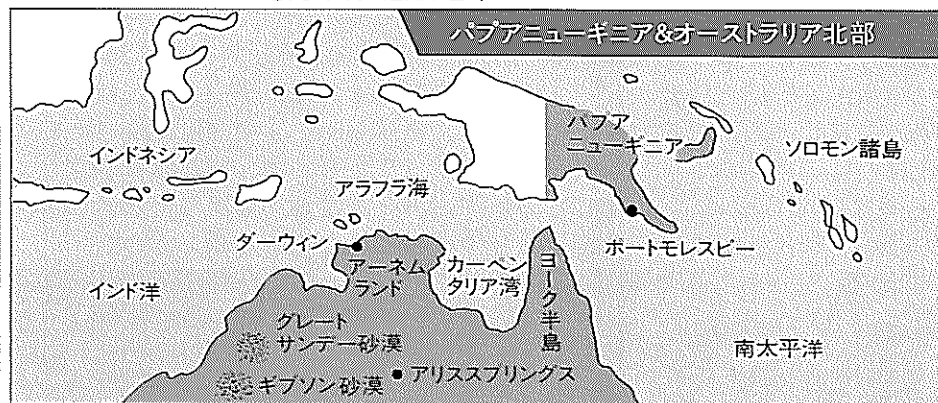 パプアニューギニア&オーストラリア北部
パプア
ニューギニア
インドネシア
ソロモン諸島
アラフラ海
ポートモレスビー
ダーウィン
アーネム
ランド
カーペン
タリア湾
ヨーク半島
インド洋
グレート
サンデー砂漠
南太平洋
ギブソン砂漠
アリススプリングス